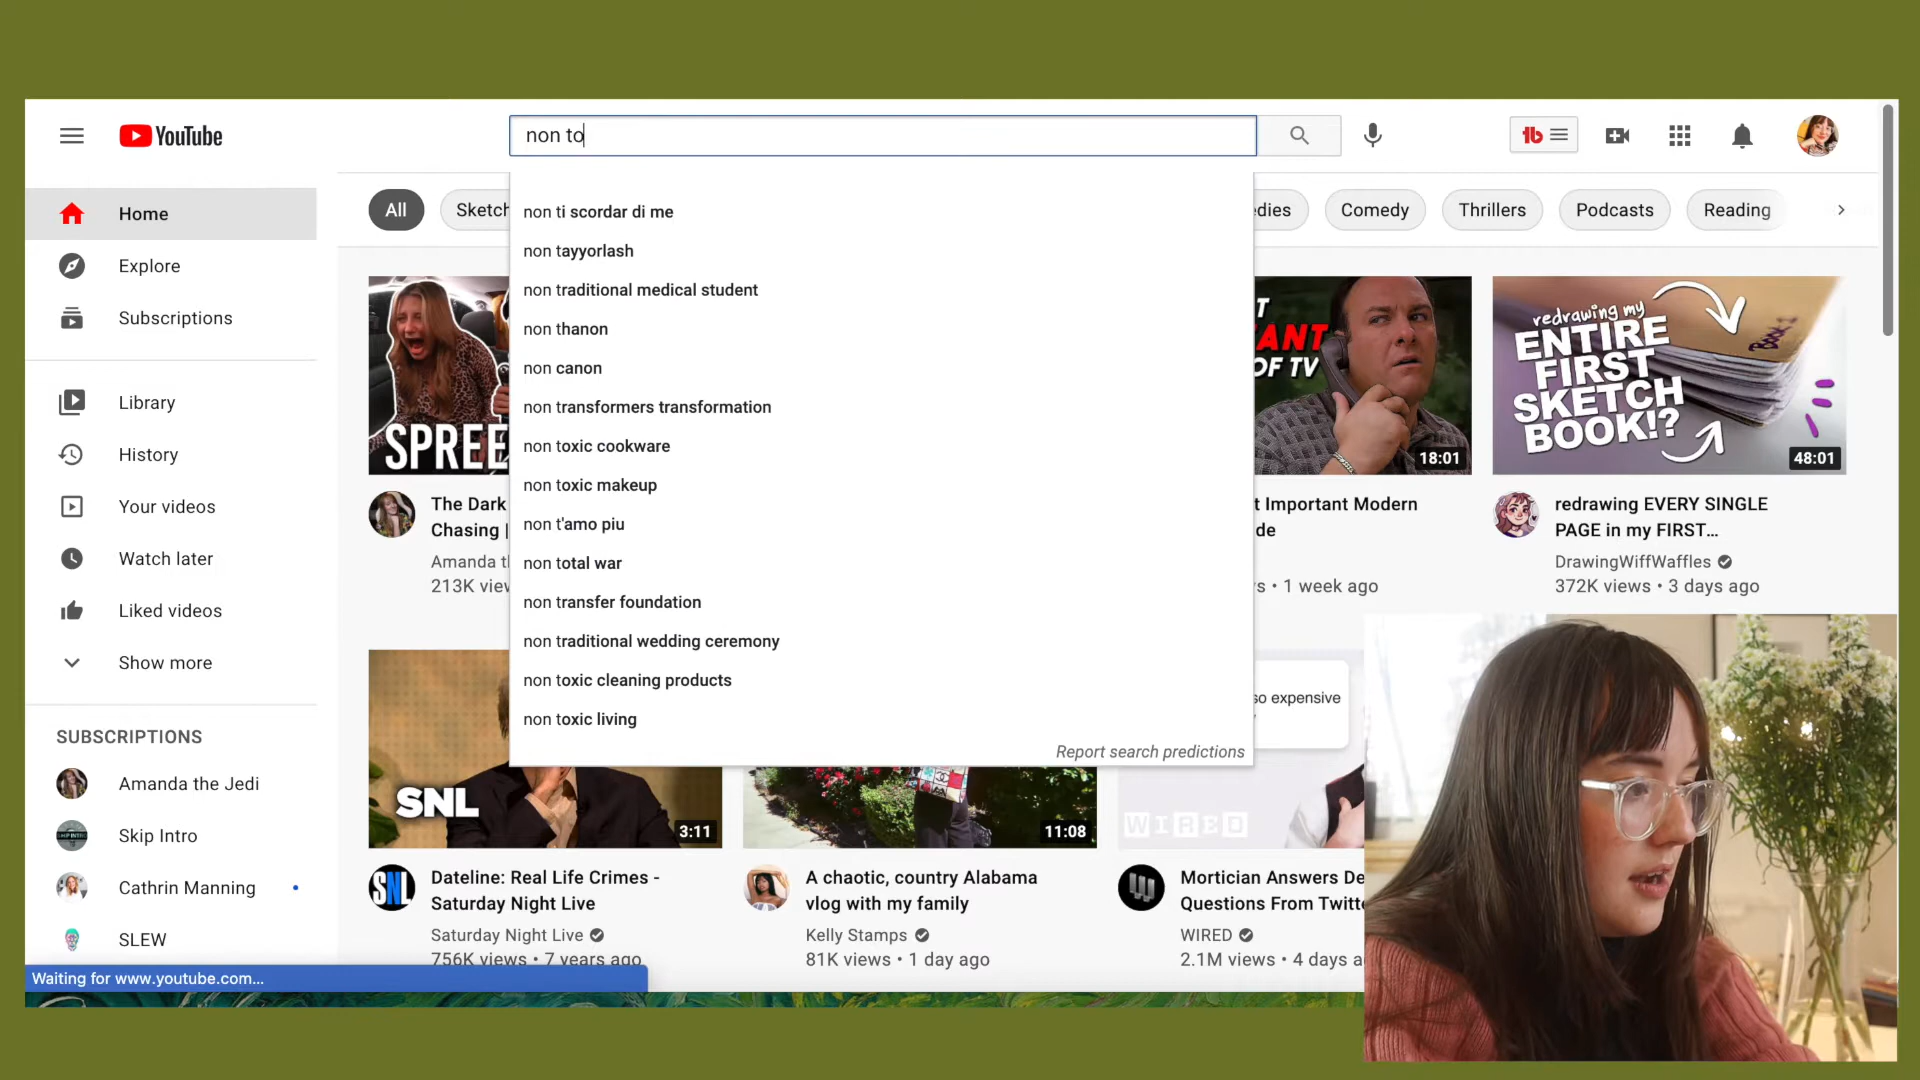 YouTube
non to
Home
Explore
Subscriptions
Library
History
Your videos
Watch later
Liked videos
Show more
SUBSCRIPTIONS
Amanda the Jedi
Skip Intro
Cathrin Manning
SLEW
Waiting for www.youtube.com...
All
Sketch
edies
Comedy
Thrillers
Podcasts
Reading
non ti scordar di me
non tayyorlash
non traditional medical student
non thanon
non canon
non transformers transformation
non toxic cookware
non toxic makeup
non t'amo piu
non total war
non transfer foundation
non traditional wedding ceremony
non toxic cleaning products
non toxic living
Report search predictions
SPREE
The Dark
Chasing |
Amanda t
213K view
ANT
OF TV
18:01
t Important Modern
de
s • 1 week ago
redrawing my
ENTIRE
FIRST
SKETCH
BOOK!?
48:01
redrawing EVERY SINGLE
PAGE in my FIRST...
DrawingWiffWaffles
372K views • 3 days ago
SNL
3:11
SNL
Dateline: Real Life Crimes -
Saturday Night Live
Saturday Night Live
756K views • 7 years ago
11:08
A chaotic, country Alabama
vlog with my family
Kelly Stamps
81K views • 1 day ago
so expensive
WIRED
Mortician Answers De
Questions From Twitte
WIRED
2.1M views • 4 days a